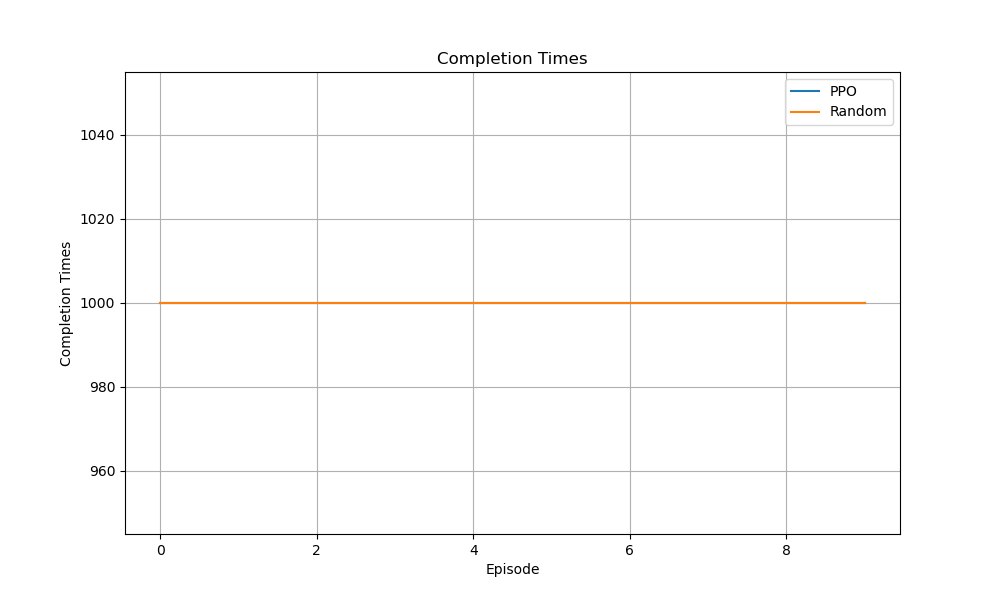 Completion Times
PPO
Random
1040
1020
1000
980
960
Completion Times
0 2 4 6 8
Episode